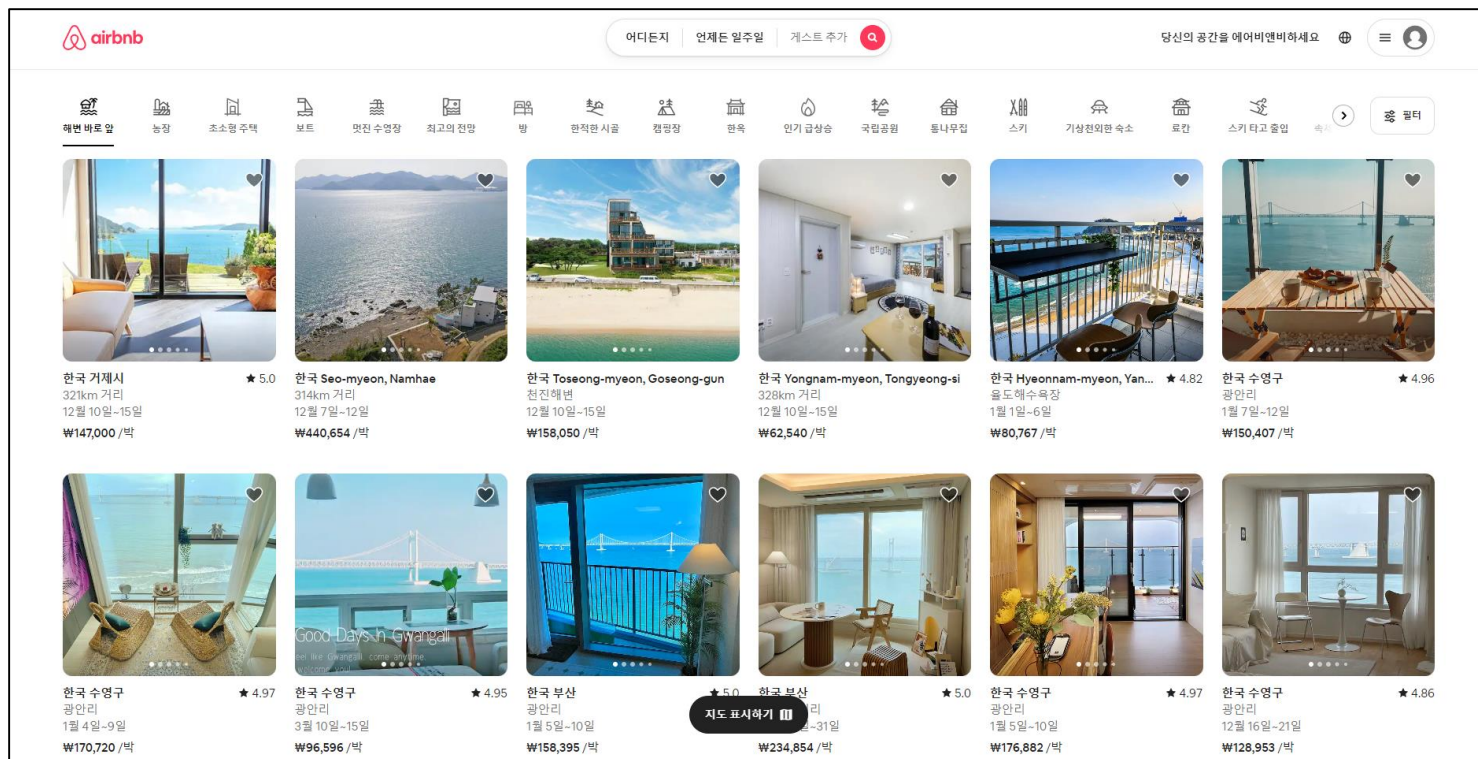 airbnb
어디든지 언제든 일주일 게스트 추가
당신의 공간을 에어비앤비하세요
해변 바로 앞 농장 초소형 주택 보트 멋진 수영장 최고의 전망 방 한적한 시골 캠핑장 한옥 인기 급상승 국립공원 통나무집 스키 기상천외한 숙소 료칸 스키 타고 출입 필터
한국 거제시 ★ 5.0
321km 거리
12월 10일~15일
₩147,000 /박
한국 Seo-myeon, Namhae
314km 거리
12월 7일~12일
₩440,654 /박
한국 Toseong-myeon, Goseong-gun
천진해변
12월 10일~15일
₩158,050 /박
한국 Yongnam-myeon, Tongyeong-si
328km 거리
12월 10일~15일
₩62,540 /박
한국 Hyeonnam-myeon, Yan... ★ 4.82
율도해수욕장
1월 1일~6일
₩80,767 /박
한국 수영구 ★ 4.96
광안리
1월 7일~12일
₩150,407 /박
한국 수영구 ★ 4.97
광안리
1월 4일~9일
₩170,720 /박
Good Days in Gwangalli
feel like Gwangalli, come anytime.
welcome, you!
한국 수영구 ★ 4.95
광안리
3월 10일~15일
₩96,596 /박
한국 부산 ★ 5.0
광안리
1월 5일~10일
₩158,395 /박
한국 부산 ★ 5.0
리
~31일
₩234,854 /박
지도 표시하기
한국 수영구 ★ 4.97
광안리
1월 5일~10일
₩176,882 /박
한국 수영구 ★ 4.86
광안리
12월 16일~21일
₩128,953 /박